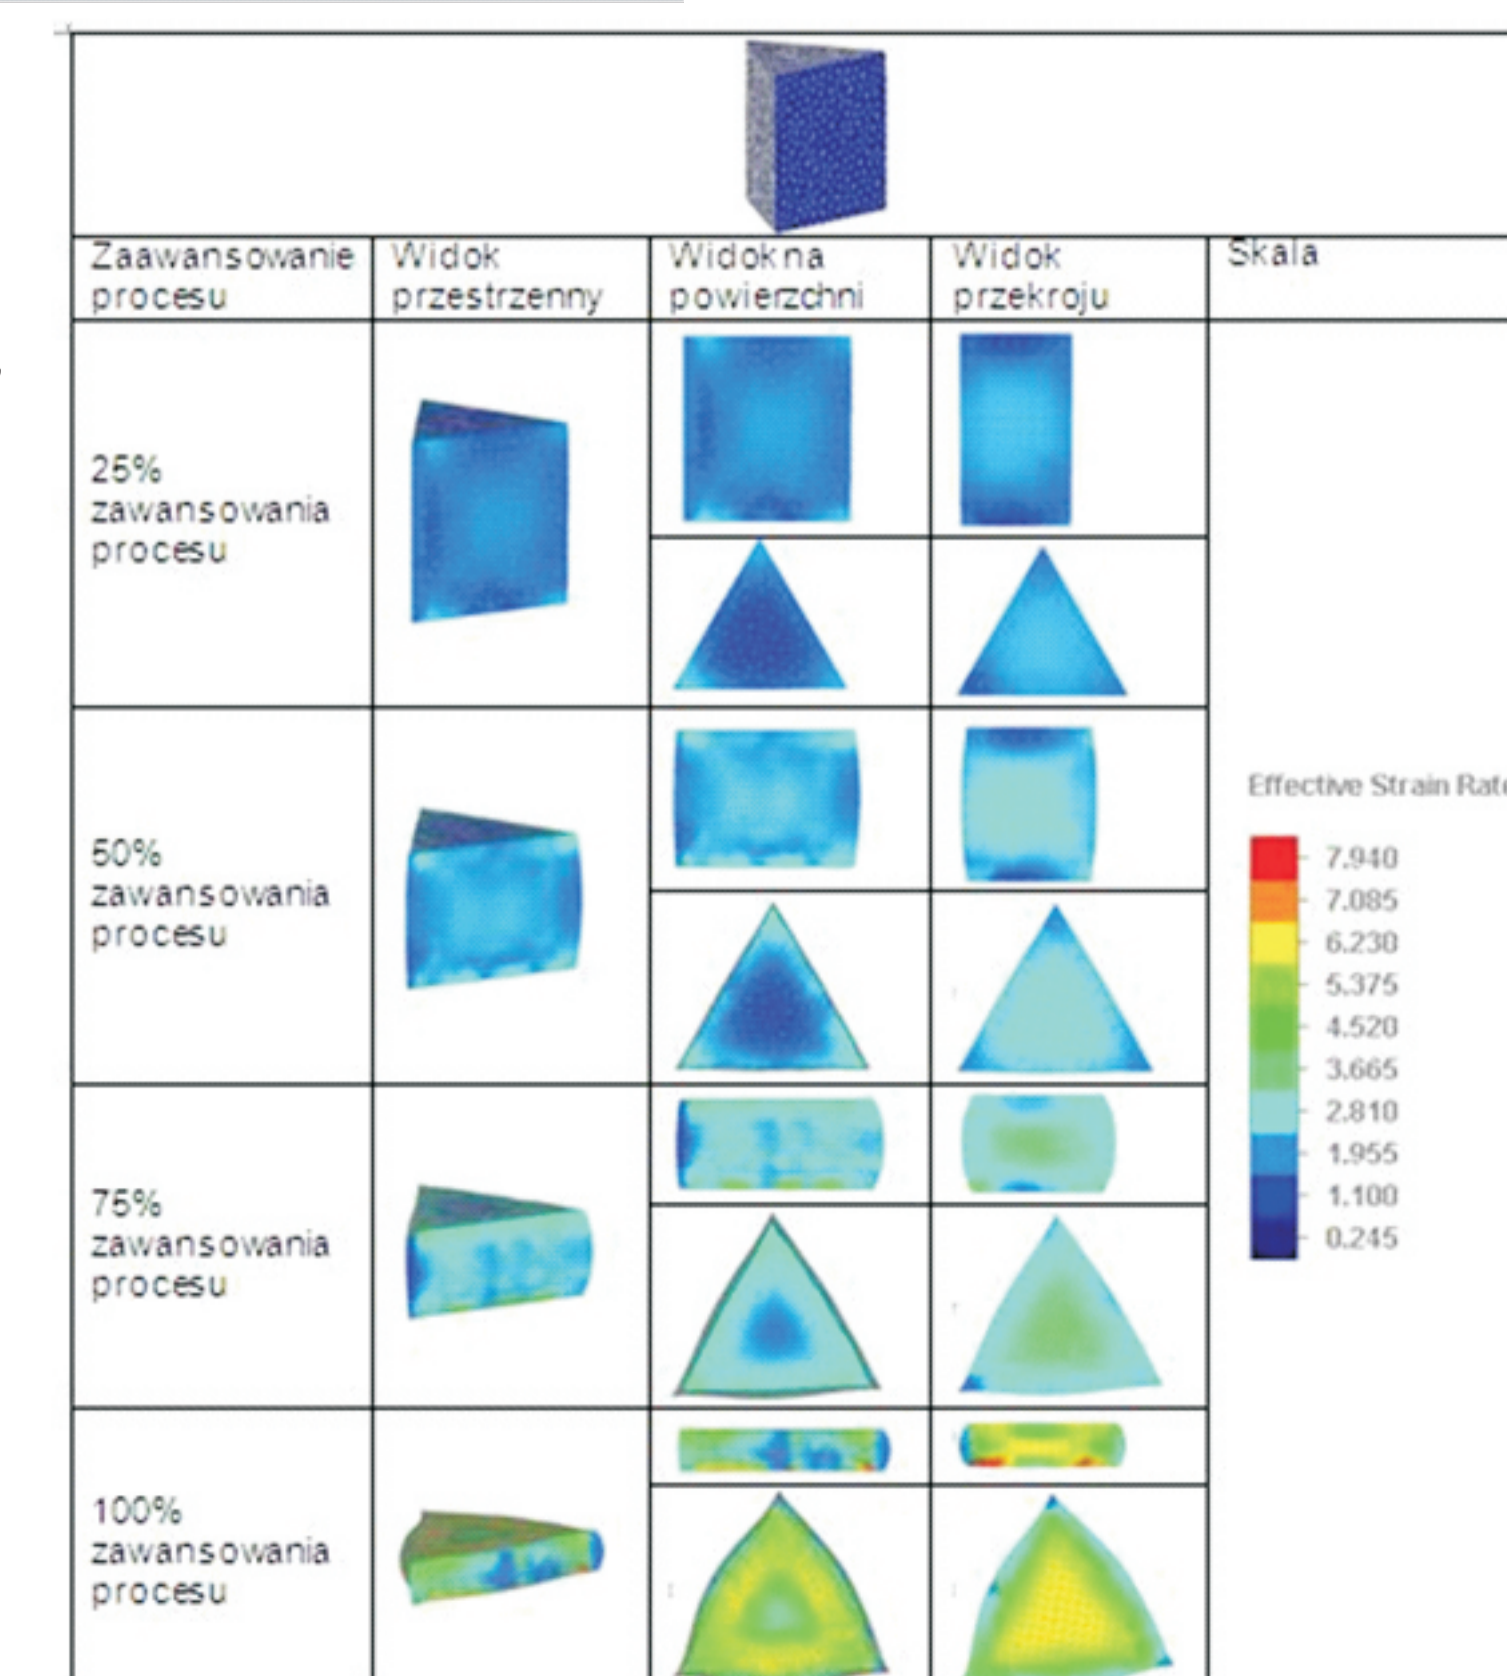 Zaawansowanie
procesu
Widok
przestrzenny
Widok na
powierzchni
Widok
przekroju
Skala
25%
zawansowania
procesu
50%
zawansowania
procesu
75%
zawansowania
procesu
100%
zawansowania
procesu
Effective Strain Rate
7.940
7.085
6.230
5.375
4.520
3.665
2.810
1.955
1.100
0.245